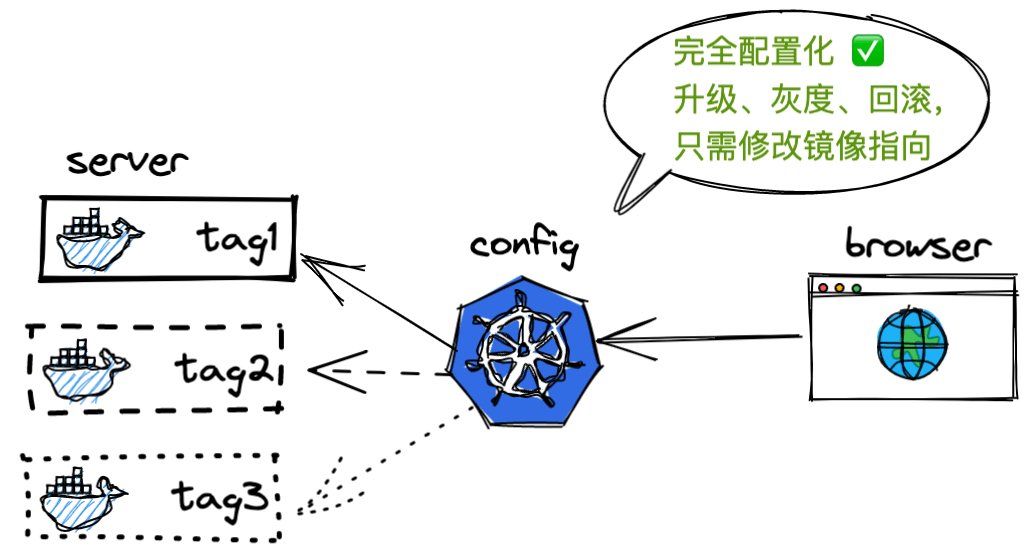 完全配置化 ✅
升级、灰度、回滚，
只需修改镜像指向
server
config
browser
tag1
tag2
tag3